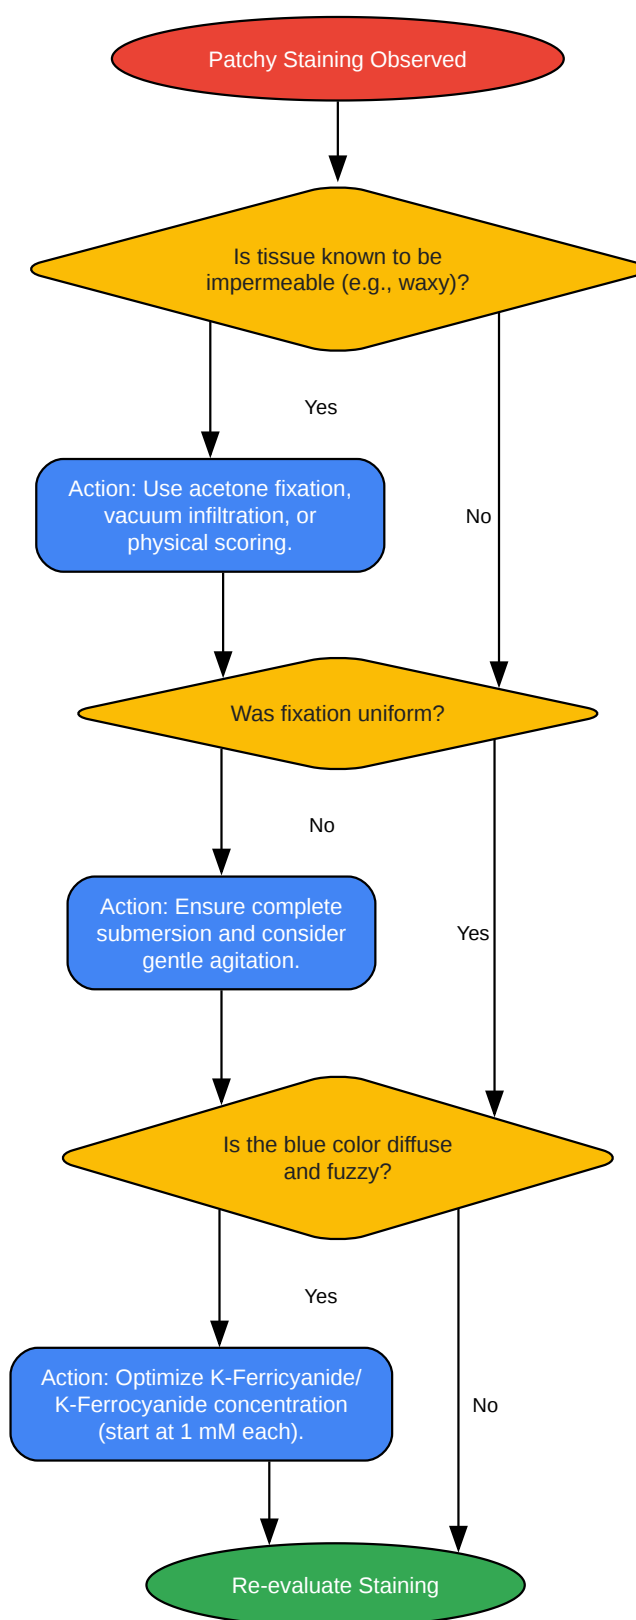 Patchy Staining Observed
Is tissue known to be
impermeable (e.g., waxy)?
Yes
Action: Use acetone fixation,
vacuum infiltration, or
physical scoring.
No
Was fixation uniform?
No
Action: Ensure complete
submersion and consider
gentle agitation.
Yes
Is the blue color diffuse
and fuzzy?
Yes
Action: Optimize K-Ferricyanide/
K-Ferrocyanide concentration
(start at 1 mM each).
No
Re-evaluate Staining